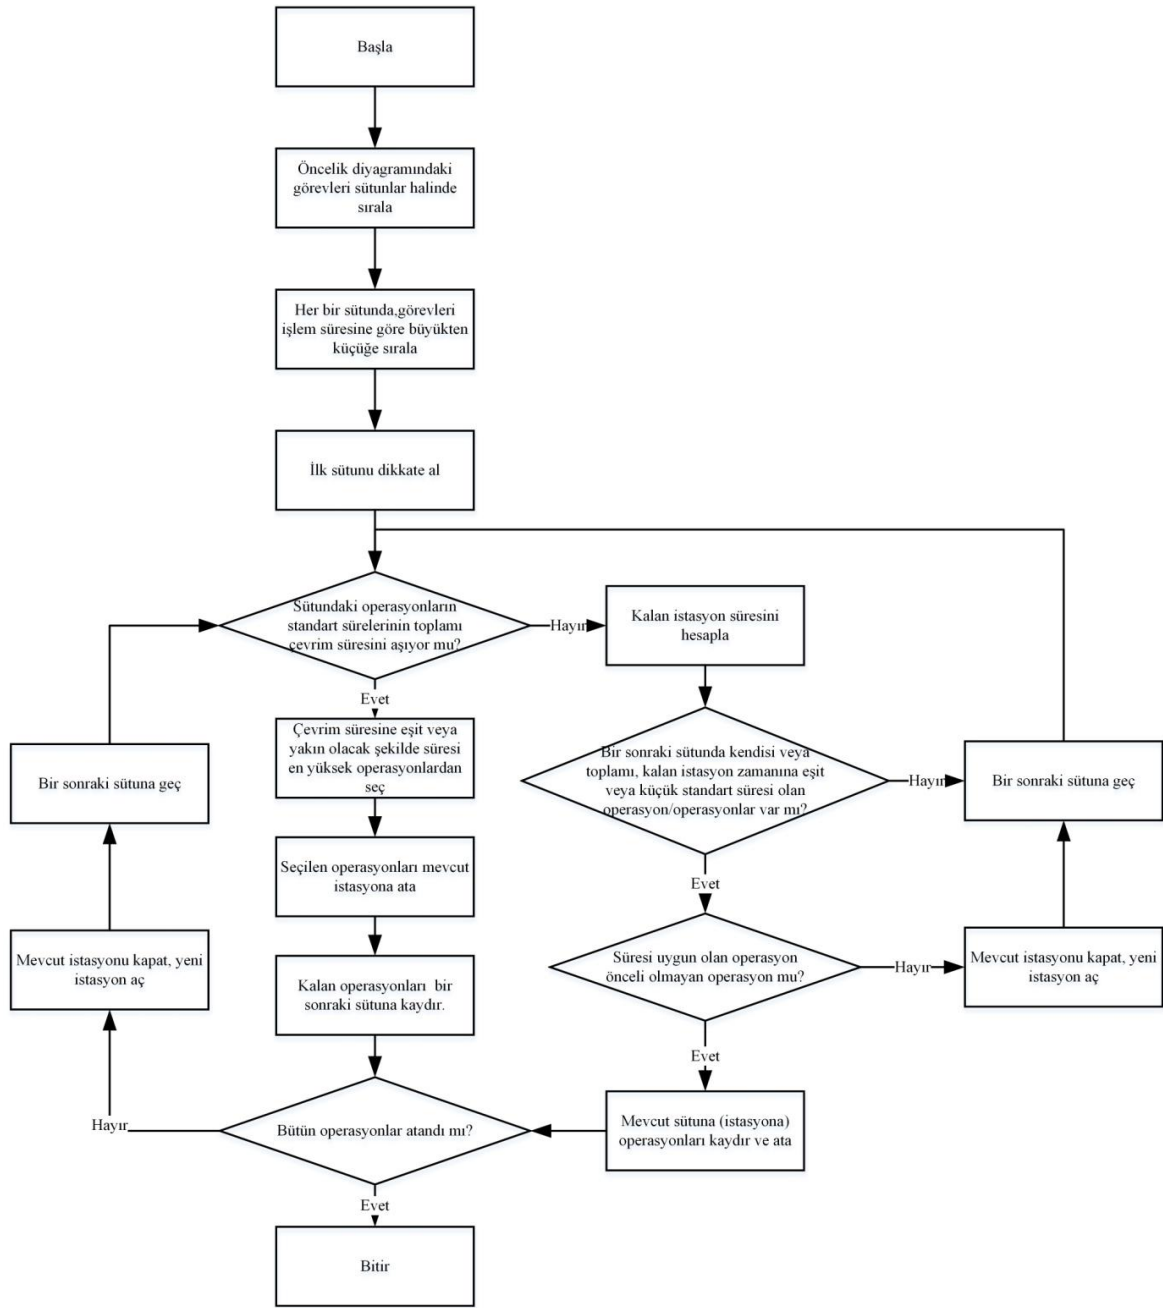 Başla
Öncelik diyagramındaki
görevleri sütunlar halinde
sırala
Her bir sütunda,görevleri
işlem süresine göre büyükten
küçüğe sırala
İlk sütunu dikkate al
Sütundaki operasyonların
standart sürelerinin toplamı
çevrim süresini aşıyor mu?
Hayır
Kalan istasyon süresini
hesapla
Evet
Çevrim süresine eşit veya
yakın olacak şekilde süresi
en yüksek operasyonlardan
seç
Bir sonraki sütunda kendisi veya
toplamı, kalan istasyon zamanına eşit
veya küçük standart süresi olan
operasyon/operasyonlar var mı?
Hayır
Bir sonraki sütuna geç
Bir sonraki sütuna geç
Seçilen operasyonları mevcut
istasyona ata
Evet
Süresi uygun olan operasyon
önceli olmayan operasyon mu?
Hayır
Mevcut istasyonu kapat, yeni
istasyon aç
Mevcut istasyonu kapat, yeni
istasyon aç
Kalan operasyonları  bir
sonraki sütuna kaydır.
Evet
Mevcut sütuna (istasyona)
operasyonları kaydır ve ata
Bütün operasyonlar atandı mı?
Hayır
Evet
Bitir